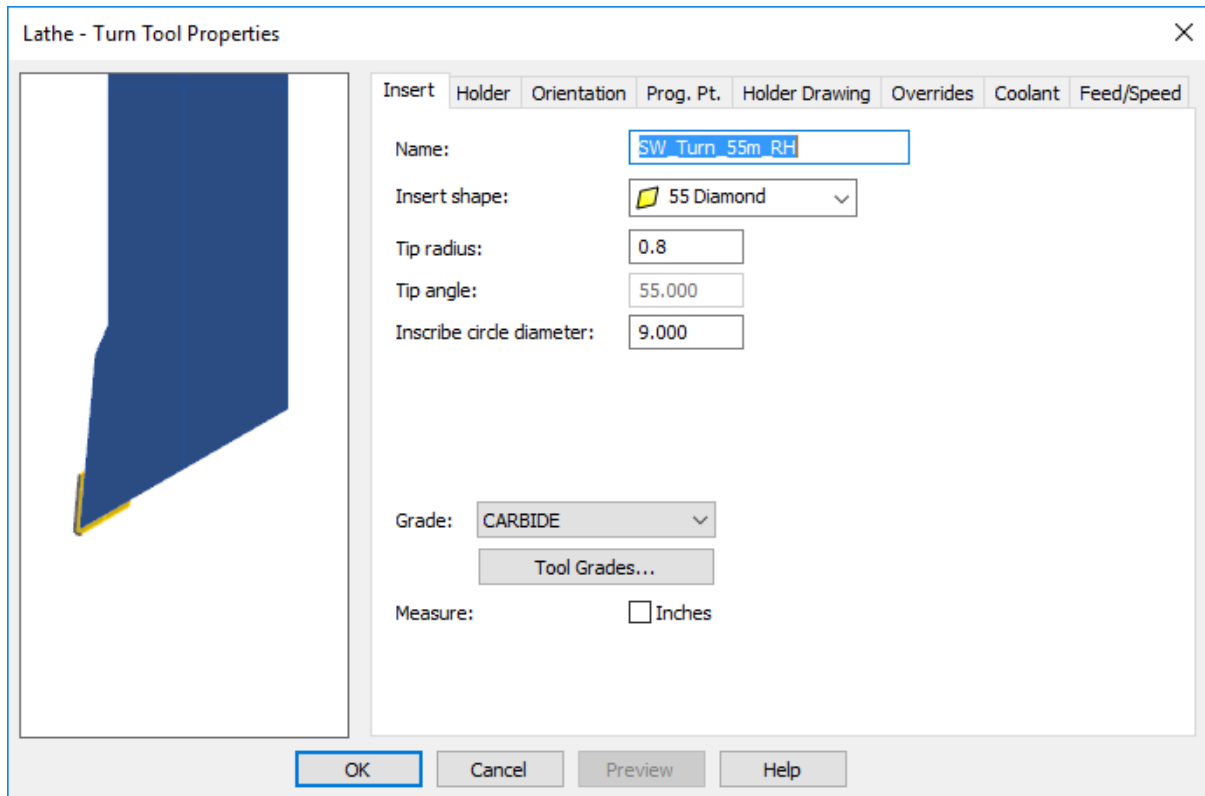 Lathe - Turn Tool Properties
Insert Holder Orientation Prog. Pt. Holder Drawing Overrides Coolant Feed/Speed
Name: SW_Turn_55m_RH
Insert shape: 55 Diamond
Tip radius: 0.8
Tip angle: 55.000
Inscribe circle diameter: 9.000
Grade: CARBIDE
Tool Grades...
Measure: Inches
OK Cancel Preview Help